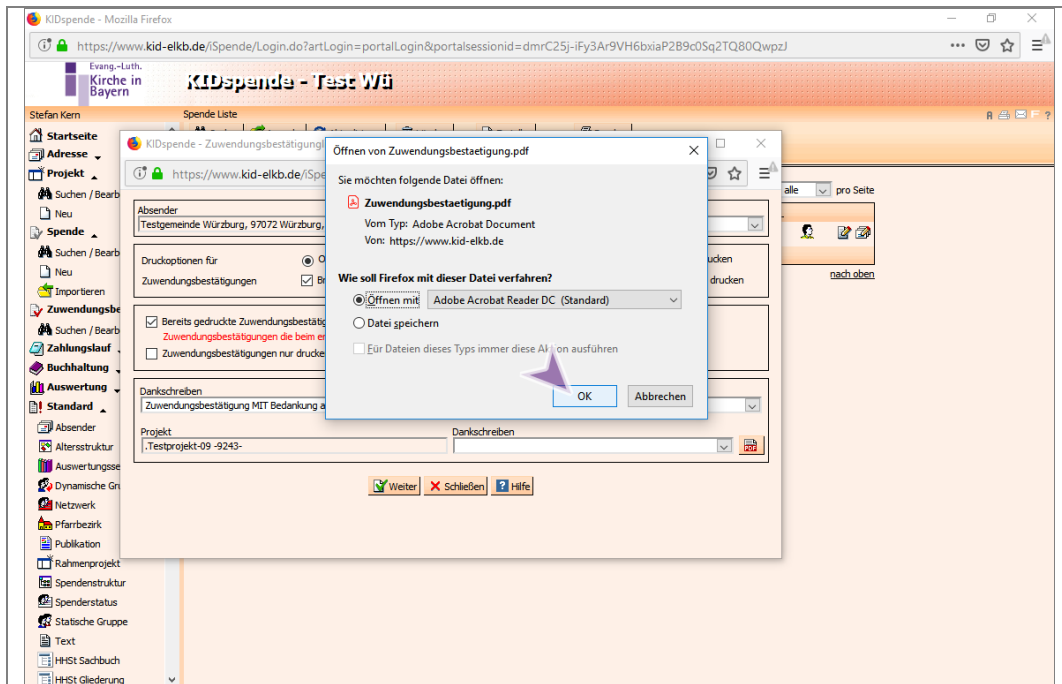 KIDspende - Mozilla Firefox
https://www.kid-elkb.de/iSpende/Login.do?artLogin=portalLogin&portalsessionid=dmrC25j-iFy3Ar9VH6bxiaP2B9c0Sq2TQ80QwpzJ
Evang.-Luth.
Kirche in
Bayern
KIDspende - Test Wü
Stefan Kern
Spende Liste
Startseite
Adresse
Projekt
Suchen / Bearb
Neu
Spende
Suchen / Bearb
Neu
Importieren
Zuwendungsbe
Suchen / Bearb
Zahlungslauf
Buchhaltung
Auswertung
Standard
Absender
Altersstruktur
Auswertungsse
Dynamische Gru
Netzwerk
Pfarrbezirk
Publikation
Rahmenprojekt
Spendenstruktur
Spenderstatus
Statische Gruppe
Text
HHSt Sachbuch
HHSt Gliederung
alle pro Seite
nach oben
KIDspende - Zuwendungsbestätigung
https://www.kid-elkb.de/iSpe
Absender
Testgemeinde Würzburg, 97072 Würzburg,
Druckoptionen für
ucken
Zuwendungsbestätigungen
drucken
Bereits gedruckte Zuwendungsbestätig
Zuwendungsbestätigungen die beim er
Zuwendungsbestätigungen nur drucke
Dankschreiben
Zuwendungsbestätigung MIT Bedankung a
Projekt Dankschreiben
.Testprojekt-09 -9243-
Weiter Schließen Hilfe
Öffnen von Zuwendungsbestaetigung.pdf
Sie möchten folgende Datei öffnen:
Zuwendungsbestaetigung.pdf
Vom Typ: Adobe Acrobat Document
Von: https://www.kid-elkb.de
Wie soll Firefox mit dieser Datei verfahren?
Öffnen mit Adobe Acrobat Reader DC (Standard)
Datei speichern
Für Dateien dieses Typs immer diese Aktion ausführen
OK Abbrechen